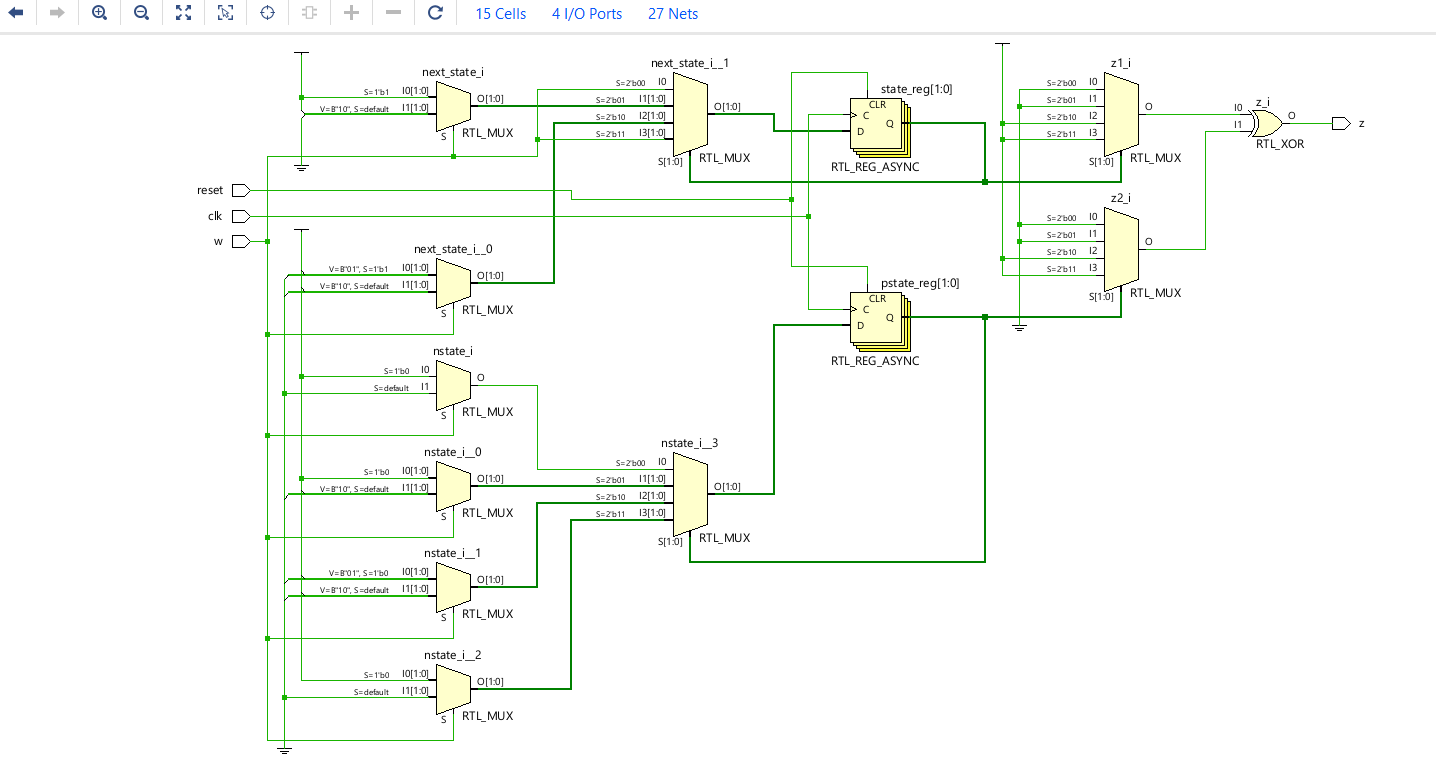 15 Cells 4 I/O Ports 27 Nets
next_state_i
S=1'b1 I0[1:0]
V=B"10", S=default I1[1:0]
O[1:0]
S
RTL_MUX
next_state_i__1
S=2'b00 I0
S=2'b01 I1[1:0]
S=2'b10 I2[1:0]
S=2'b11 I3[1:0]
O[1:0]
S[1:0]
RTL_MUX
state_reg[1:0]
CLR
C
D
Q
RTL_REG_ASYNC
z1_i
S=2'b00 I0
S=2'b01 I1
S=2'b10 I2
S=2'b11 I3
O
S[1:0]
RTL_MUX
z_i
I0
I1
O
RTL_XOR
z
reset
clk
w
next_state_i__0
V=B"01", S=1'b1 I0[1:0]
V=B"10", S=default I1[1:0]
O[1:0]
S
RTL_MUX
z2_i
S=2'b00 I0
S=2'b01 I1
S=2'b10 I2
S=2'b11 I3
O
S[1:0]
RTL_MUX
pstate_reg[1:0]
CLR
C
D
Q
RTL_REG_ASYNC
nstate_i
S=1'b0 I0
S=default I1
O
S
RTL_MUX
nstate_i__0
S=1'b0 I0[1:0]
V=B"10", S=default I1[1:0]
O[1:0]
S
RTL_MUX
nstate_i__3
S=2'b00 I0
S=2'b01 I1[1:0]
S=2'b10 I2[1:0]
S=2'b11 I3[1:0]
O[1:0]
S[1:0]
RTL_MUX
nstate_i__1
V=B"01", S=1'b0 I0[1:0]
V=B"10", S=default I1[1:0]
O[1:0]
S
RTL_MUX
nstate_i__2
S=1'b0 I0[1:0]
S=default I1[1:0]
O[1:0]
S
RTL_MUX